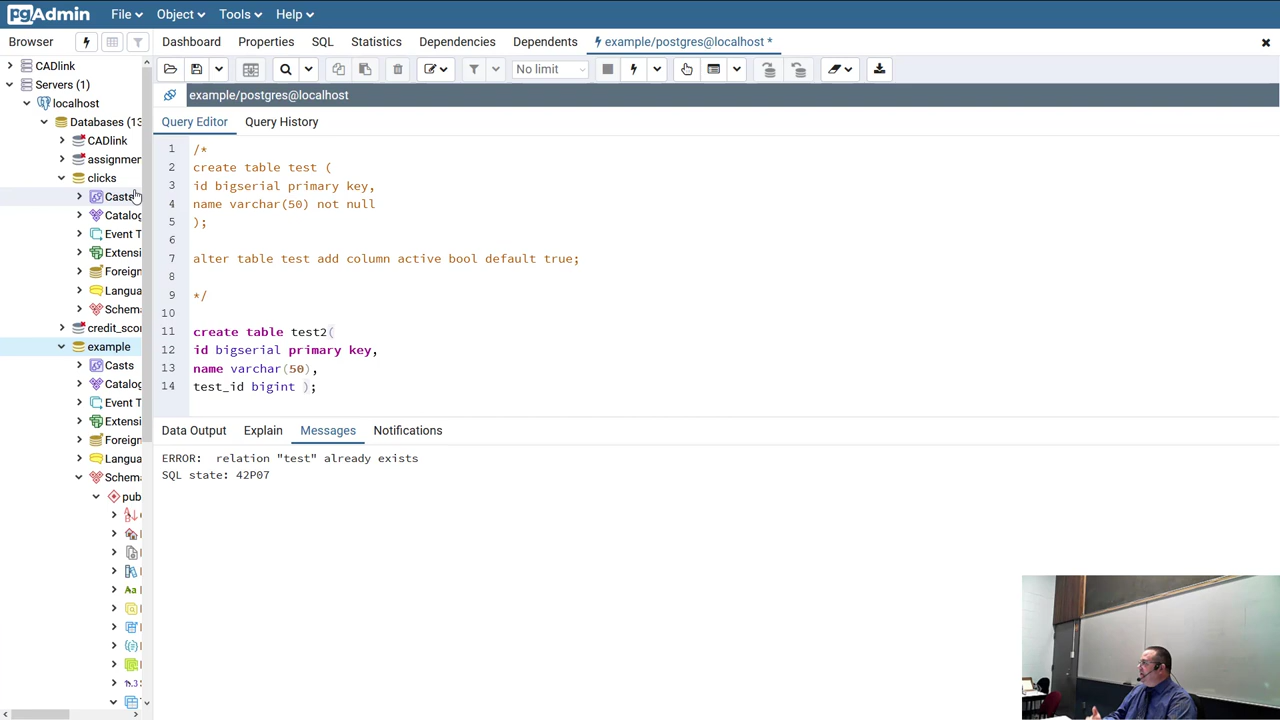 pgAdmin File Object Tools Help
Browser Dashboard Properties SQL Statistics Dependencies Dependents example/postgres@localhost *
CADlink
Servers (1)
localhost
Databases (13
CADlink
assignmen
clicks
Casts
Catalog
Event T
Extensi
Foreign
Langua
Schema
credit_scor
example
Casts
Catalog
Event T
Extensi
Foreign
Langua
Schema
pub
No limit
example/postgres@localhost
Query Editor Query History
1 /*
2 create table test (
3 id bigserial primary key,
4 name varchar(50) not null
5 );
6
7 alter table test add column active bool default true;
8
9 */
10
11 create table test2(
12 id bigserial primary key,
13 name varchar(50),
14 test_id bigint );
Data Output Explain Messages Notifications
ERROR: relation "test" already exists
SQL state: 42P07